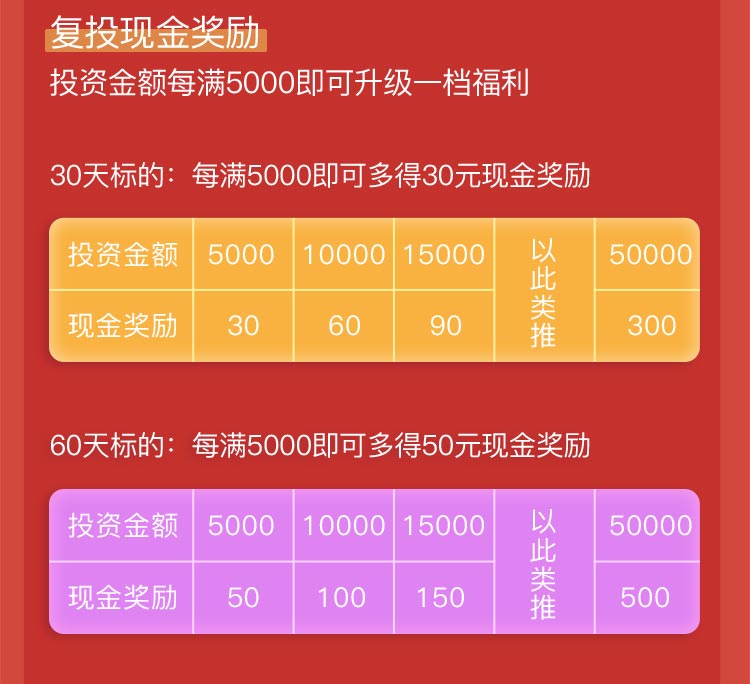 复投现金奖励
投资金额每满5000即可升级一档福利
30天标的：每满5000即可多得30元现金奖励
投资金额 5000 10000 15000 以此类推 50000
现金奖励 30 60 90 300
60天标的：每满5000即可多得50元现金奖励
投资金额 5000 10000 15000 以此类推 50000
现金奖励 50 100 150 500